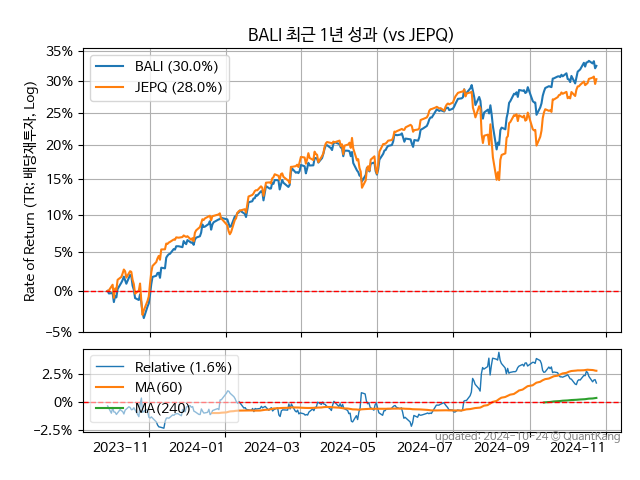 BALI 최근 1년 성과 (vs JEPQ)
Rate of Return (TR: 배당재투자, Log)
35%
30%
25%
20%
15%
10%
5%
0%
−5%
BALI (30.0%)
JEPQ (28.0%)
2.5%
0%
−2.5%
Relative (1.6%)
MA(60)
MA(240)
2023−11
2024−01
2024−03
2024−05
2024−07
2024−09
2024−11
updated: 2024−10−24 © QuantKang